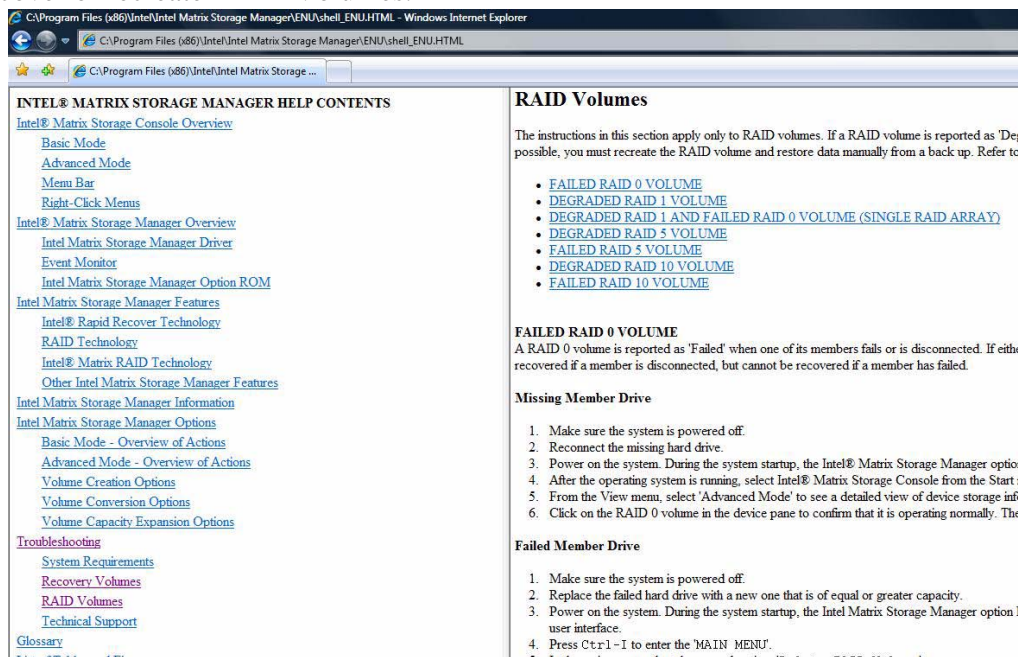 C:\Program Files (x86)\Intel\Intel Matrix Storage Manager\ENU\shell_ENU.HTML - Windows Internet Explorer
C:\Program Files (x86)\Intel\Intel Matrix Storage Manager\ENU\shell_ENU.HTML
C:\Program Files (x86)\Intel\Intel Matrix Storage ...
INTEL® MATRIX STORAGE MANAGER HELP CONTENTS
Intel® Matrix Storage Console Overview
Basic Mode
Advanced Mode
Menu Bar
Right-Click Menus
Intel® Matrix Storage Manager Overview
Intel Matrix Storage Manager Driver
Event Monitor
Intel Matrix Storage Manager Option ROM
Intel Matrix Storage Manager Features
Intel® Rapid Recover Technology
RAID Technology
Intel® Matrix RAID Technology
Other Intel Matrix Storage Manager Features
Intel Matrix Storage Manager Information
Intel Matrix Storage Manager Options
Basic Mode - Overview of Actions
Advanced Mode - Overview of Actions
Volume Creation Options
Volume Conversion Options
Volume Capacity Expansion Options
Troubleshooting
System Requirements
Recovery Volumes
RAID Volumes
Technical Support
Glossary
RAID Volumes
The instructions in this section apply only to RAID volumes. If a RAID volume is reported as 'Deg
possible, you must recreate the RAID volume and restore data manually from a back up. Refer to
• FAILED RAID 0 VOLUME
• DEGRADED RAID 1 VOLUME
• DEGRADED RAID 1 AND FAILED RAID 0 VOLUME (SINGLE RAID ARRAY)
• DEGRADED RAID 5 VOLUME
• FAILED RAID 5 VOLUME
• DEGRADED RAID 10 VOLUME
• FAILED RAID 10 VOLUME
FAILED RAID 0 VOLUME
A RAID 0 volume is reported as 'Failed' when one of its members fails or is disconnected. If eithe
recovered if a member is disconnected, but cannot be recovered if a member has failed.
Missing Member Drive
1. Make sure the system is powered off.
2. Reconnect the missing hard drive.
3. Power on the system. During the system startup, the Intel® Matrix Storage Manager optio
4. After the operating system is running, select Intel® Matrix Storage Console from the Start
5. From the View menu, select 'Advanced Mode' to see a detailed view of device storage inf
6. Click on the RAID 0 volume in the device pane to confirm that it is operating normally. The
Failed Member Drive
1. Make sure the system is powered off.
2. Replace the failed hard drive with a new one that is of equal or greater capacity.
3. Power on the system. During the system startup, the Intel Matrix Storage Manager option
user interface.
4. Press Ctrl-I to enter the 'MAIN MENU'.